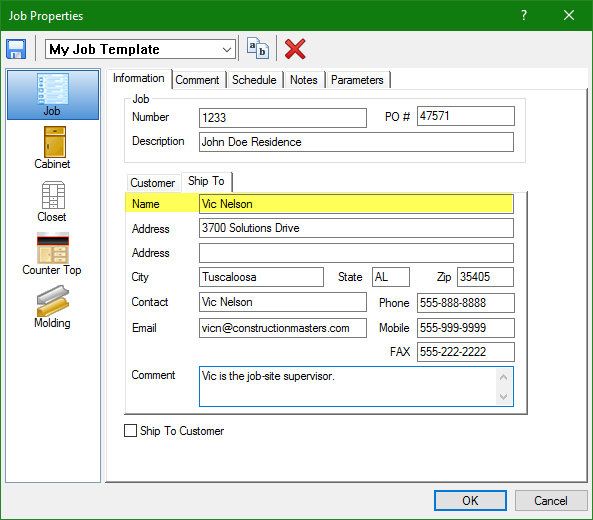 Job Properties
?
My Job Template
a b
Job
Cabinet
Closet
Counter Top
Molding
Information Comment Schedule Notes Parameters
Job
Number 1233 PO # 47571
Description John Doe Residence
Customer Ship To
Name Vic Nelson
Address 3700 Solutions Drive
Address
City Tuscaloosa State AL Zip 35405
Contact Vic Nelson Phone 555-888-8888
Email vicn@constructionmasters.com Mobile 555-999-9999
FAX 555-222-2222
Comment Vic is the job-site supervisor.
Ship To Customer
OK Cancel